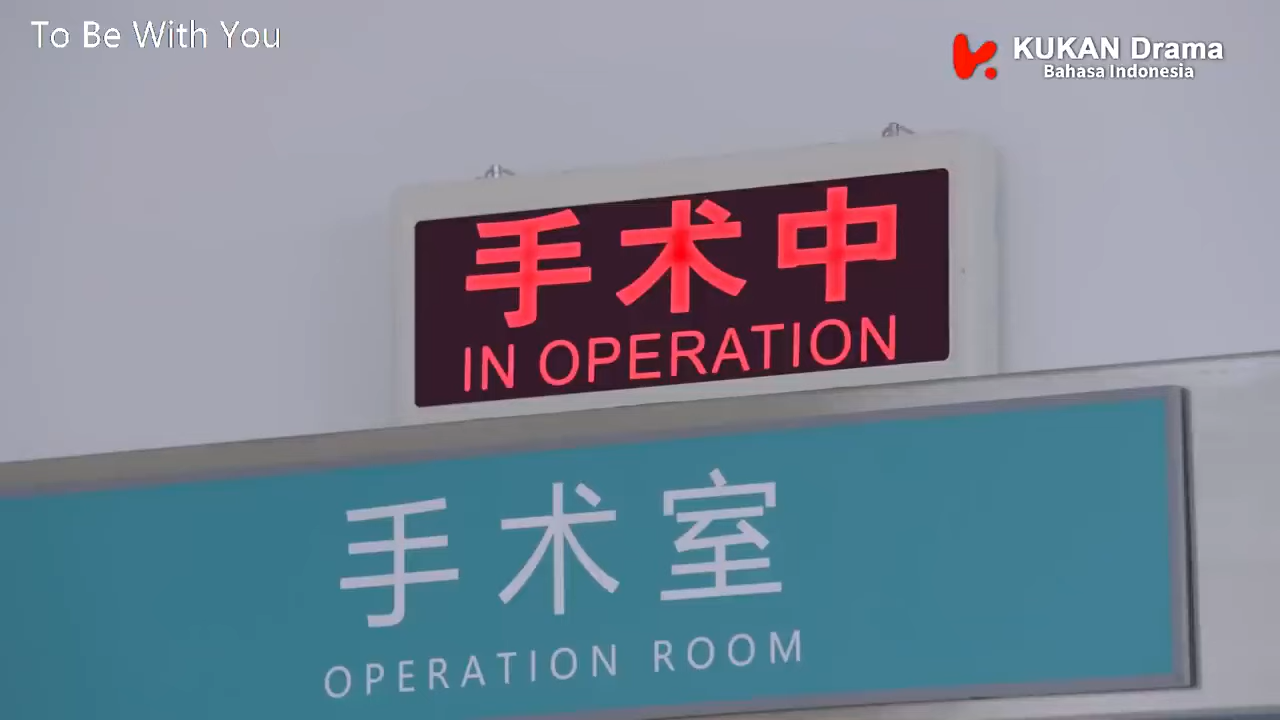 To Be With You
KUKAN Drama
Bahasa Indonesia
手术中
IN OPERATION
手术室
OPERATION ROOM